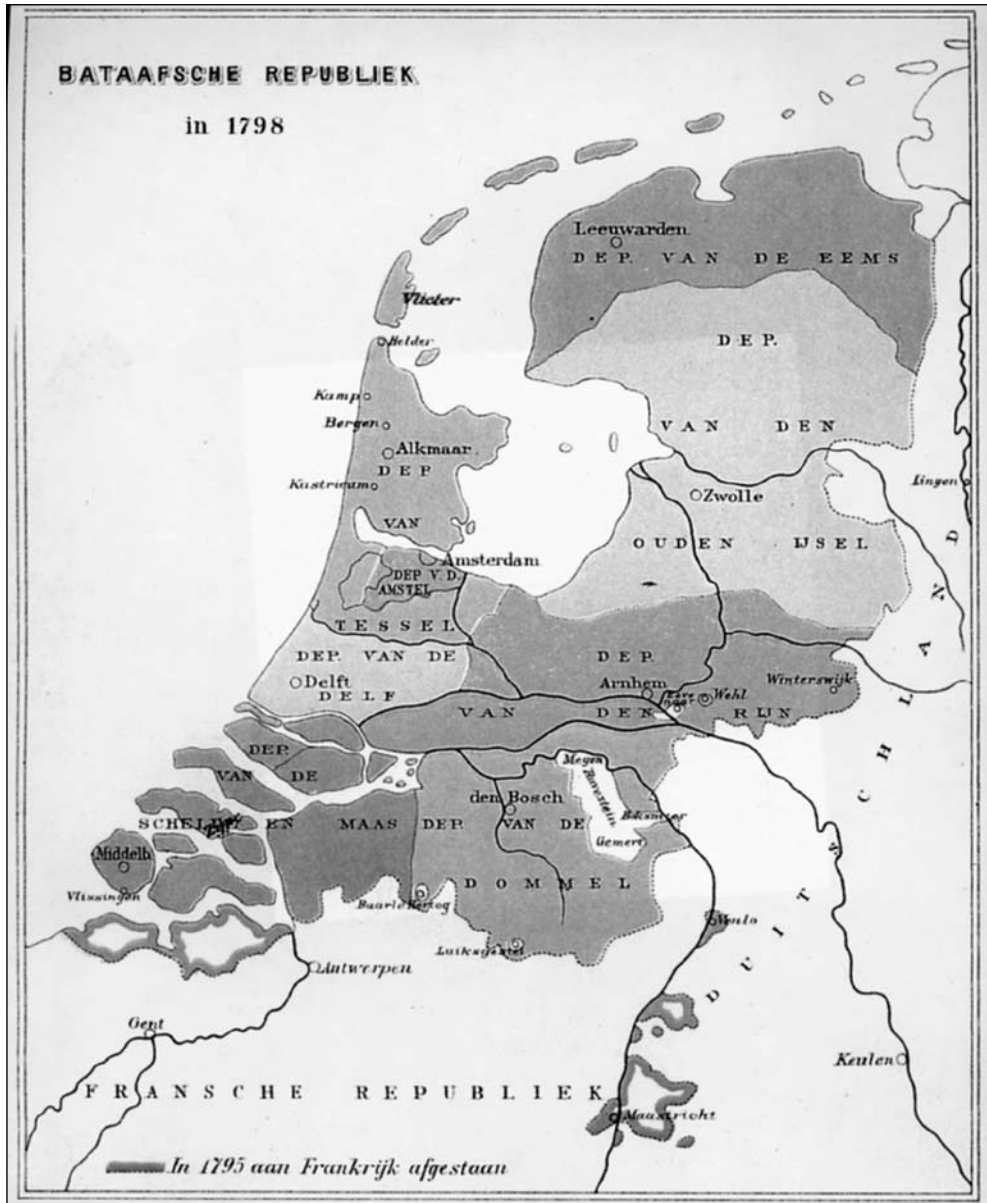 BATAAFSCHE REPUBLIEK
in 1798
Leeuwarden
DEP. VAN DE EEMS
Vlieter
Helder
DEP.
Kamp
Bergen
VAN DEN
Alkmaar
DEP
Kastricum
Lingen
Zwolle
VAN
OUDEN IJSEL
Amsterdam
DEP V. D.
AMSTEL
TESSEL
DEP. VAN DE
DEP.
Delft
Arnhem
Wehl
Winterswijk
DELF
VAN DEN RIJN
DEP.
VAN DE
Megen
Ravestein
den Bosch
Boksmeer
SCHELDE EN MAAS
DEP. VAN DE
Gemert
Middelb.
DOMMEL
Vlissingen
Baarle Hertog
Venlo
Luiksgestel
Antwerpen
DUITSCHLAND
Gent
Keulen
FRANSCHE REPUBLIEK
Maastricht
In 1795 aan Frankrijk afgestaan